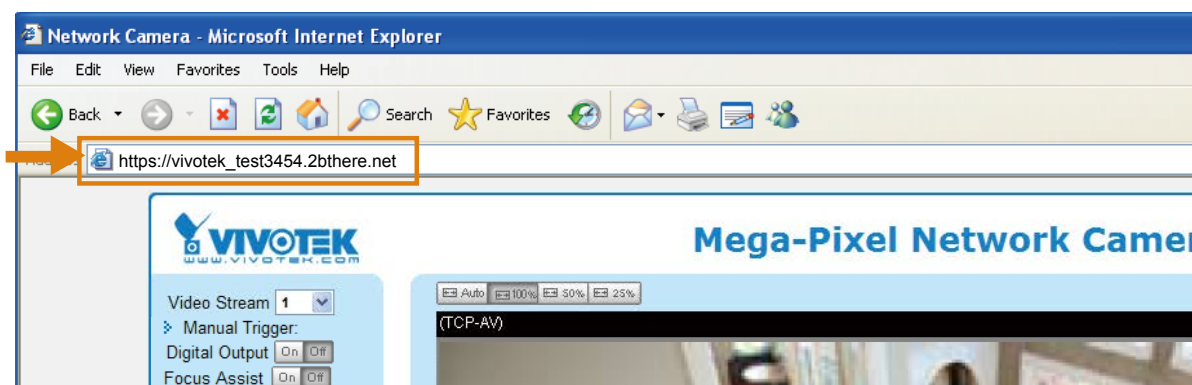 Network Camera - Microsoft Internet Explorer
File Edit View Favorites Tools Help
Back Search Favorites
https://vivotek_test3454.2bthere.net
VIVOTEK
www.vivotek.com
Mega-Pixel Network Camer
Video Stream 1
Auto 100% 50% 25%
Manual Trigger:
(TCP-AV)
Digital Output On Off
Focus Assist On Off